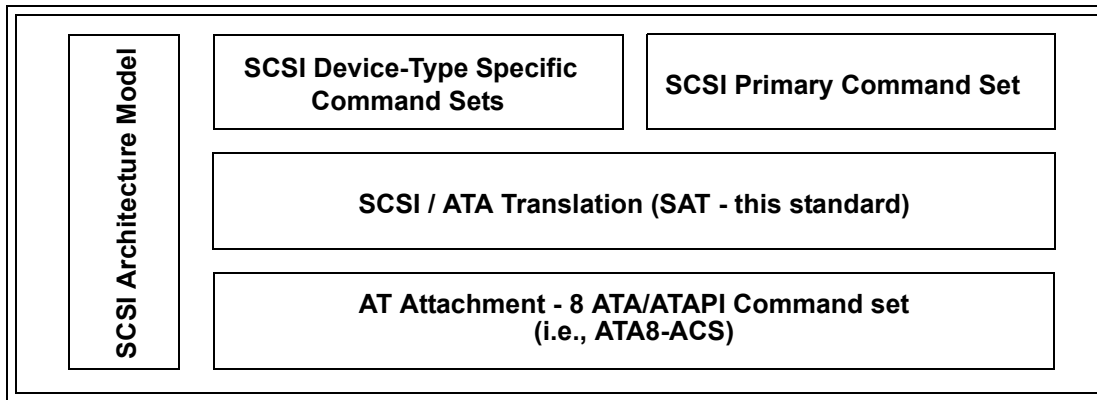 SCSI Architecture Model
SCSI Device-Type Specific
Command Sets
SCSI Primary Command Set
SCSI / ATA Translation (SAT - this standard)
AT Attachment - 8 ATA/ATAPI Command set
(i.e., ATA8-ACS)